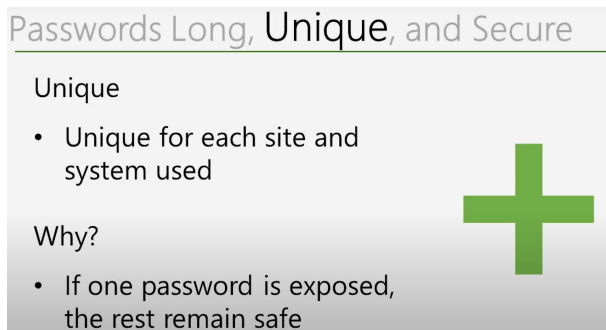 Passwords Long, Unique, and Secure
Unique
• Unique for each site and
system used
Why?
• If one password is exposed,
the rest remain safe